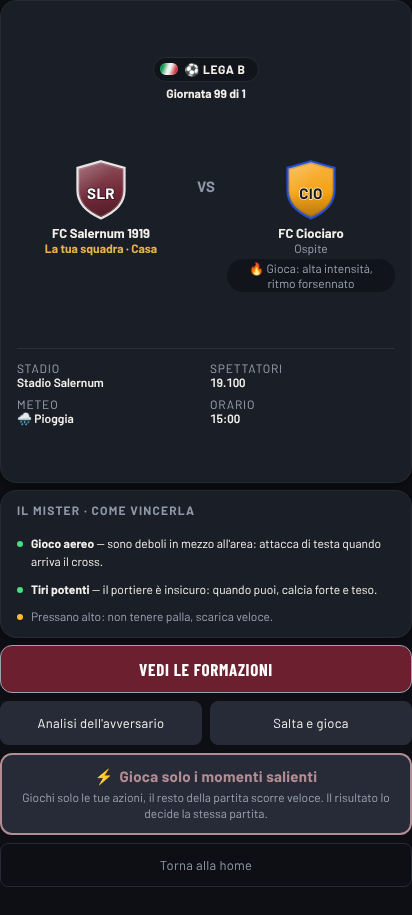 ⚽ LEGA B
Giornata 99 di 1
SLR
VS
CIO
FC Salernum 1919
La tua squadra · Casa
FC Ciociaro
Ospite
🔥 Gioca: alta intensità,
ritmo forsennato
STADIO
Stadio Salernum
SPETTATORI
19.100
METEO
🌧️ Pioggia
ORARIO
15:00
IL MISTER · COME VINCERLA
Gioco aereo — sono deboli in mezzo all'area: attacca di testa quando
arriva il cross.
Tiri potenti — il portiere è insicuro: quando puoi, calcia forte e teso.
Pressano alto: non tenere palla, scarica veloce.
VEDI LE FORMAZIONI
Analisi dell'avversario
Salta e gioca
⚡ Gioca solo i momenti salienti
Giochi solo le tue azioni, il resto della partita scorre veloce. Il risultato lo
decide la stessa partita.
Torna alla home